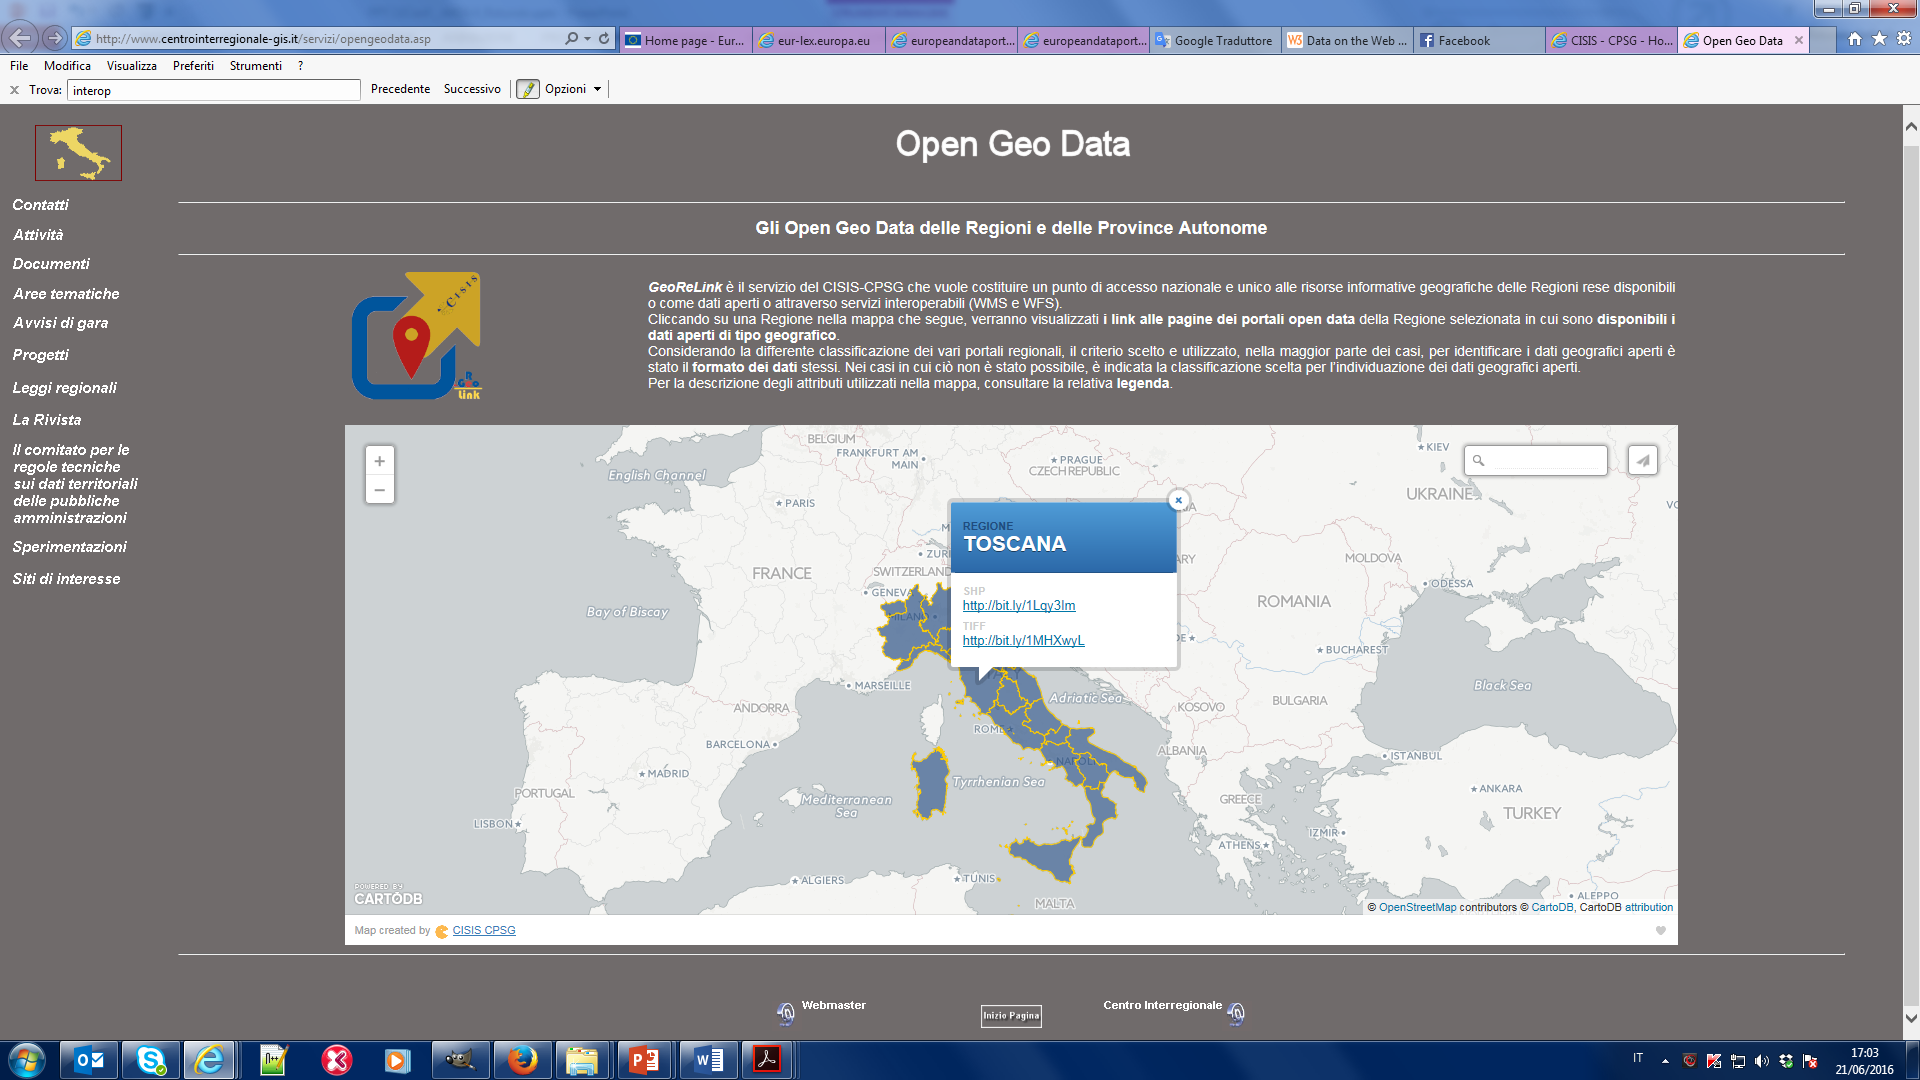 http://www.centrointerregionale-gis.it/servizi/opengeodata.asp
Home page - Eur...
eur-lex.europa.eu
europeandataport...
europeandataport...
Google Traduttore
Data on the Web ...
Facebook
CISIS - CPSG - Ho...
Open Geo Data
File Modifica Visualizza Preferiti Strumenti ?
Trova: interop Precedente Successivo Opzioni
Open Geo Data
Gli Open Geo Data delle Regioni e delle Province Autonome
Contatti
Attività
Documenti
Aree tematiche
Avvisi di gara
Progetti
Leggi regionali
La Rivista
Il comitato per le
regole tecniche
sui dati territoriali
delle pubbliche
amministrazioni
Sperimentazioni
Siti di interesse
CISIS
GEO
link
GeoReLink è il servizio del CISIS-CPSG che vuole costituire un punto di accesso nazionale e unico alle risorse informative geografiche delle Regioni rese disponibili
o come dati aperti o attraverso servizi interoperabili (WMS e WFS).
Cliccando su una Regione nella mappa che segue, verranno visualizzati i link alle pagine dei portali open data della Regione selezionata in cui sono disponibili i
dati aperti di tipo geografico.
Considerando la differente classificazione dei vari portali regionali, il criterio scelto e utilizzato, nella maggior parte dei casi, per identificare i dati geografici aperti è
stato il formato dei dati stessi. Nei casi in cui ciò non è stato possibile, è indicata la classificazione scelta per l'individuazione dei dati geografici aperti.
Per la descrizione degli attributi utilizzati nella mappa, consultare la relativa legenda.
+
−
BELGIUM
FRANKFURT AM
MAIN
PRAGUE
CZECH REPUBLIC
KIEV
English Channel
UKRAINE
PARIS
REGIONE
TOSCANA
SHP
http://bit.ly/1Lqy3Im
TIFF
http://bit.ly/1MHXwyL
MOLDOVA
FRANCE
SWITZERLAND
ODESSA
GENEVA
ROMANIA
Bay of Biscay
BUCHAREST
MARSEILLE
Black Sea
Adriatic Sea
ANDORRA
KOSOVO
BULGARIA
BARCELONA
ALBANIA
ISTANBUL
NAPOLI
MADRID
Tyrrhenian Sea
PORTUGAL
Mediterranean
Sea
GREECE
ANKARA
TURKEY
LISBON
IZMIR
ATHENS
ALGIERS
TUNIS
MALTA
ALEPPO
POWERED BY
CARTODB
© OpenStreetMap contributors © CartoDB, CartoDB attribution
Map created by CISIS CPSG
Webmaster
Inizio Pagina
Centro Interregionale
IT
17:03
21/06/2016